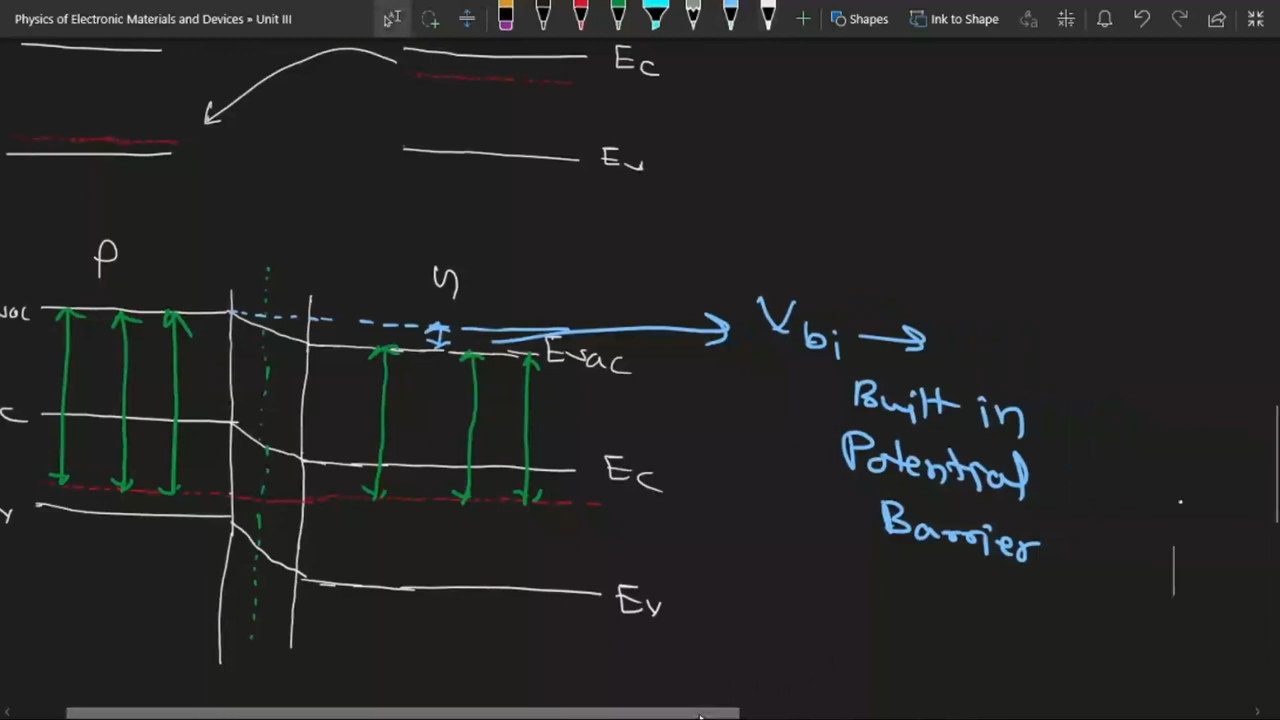 Physics of Electronic Materials and Devices » Unit III
Shapes
Ink to Shape
Ec
Ev
P
n
Vbi
Evac
Built in
C
Potential
Ec
Barrier
Ev